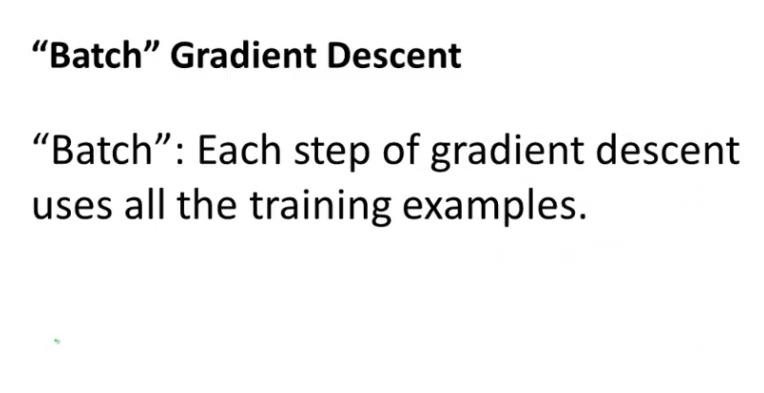 “Batch” Gradient Descent
“Batch”: Each step of gradient descent
uses all the training examples.